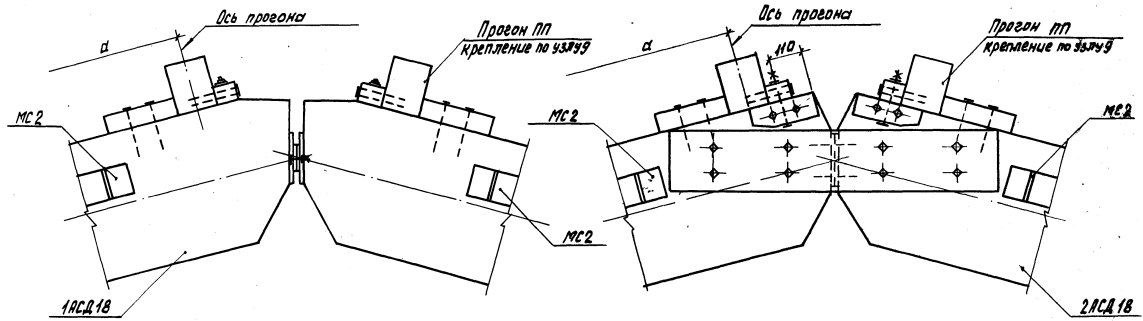 Ось прогона
Прогон ПП
крепление по узлу 9
d
МС2
МС2
1АСД18
Ось прогона
Прогон ПП
крепление по узлу 9
d
110
МС2
МС2
2АСД18